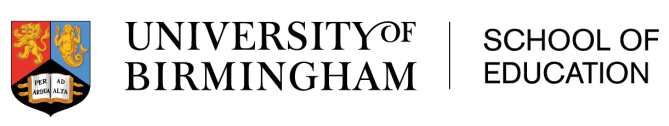 UNIVERSITY OF
BIRMINGHAM
SCHOOL OF
EDUCATION
PER AD
ARDUA ALTA